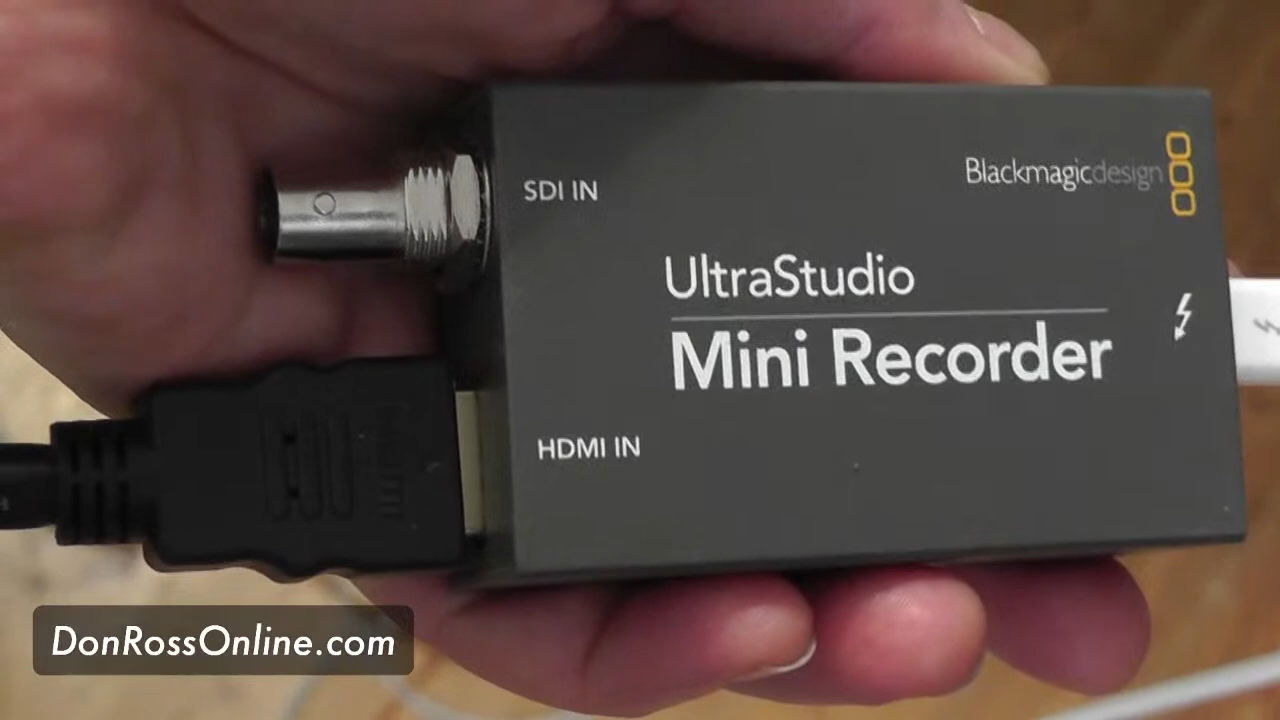 SDI IN
Blackmagicdesign
UltraStudio
Mini Recorder
HDMI IN
DonRossOnline.com